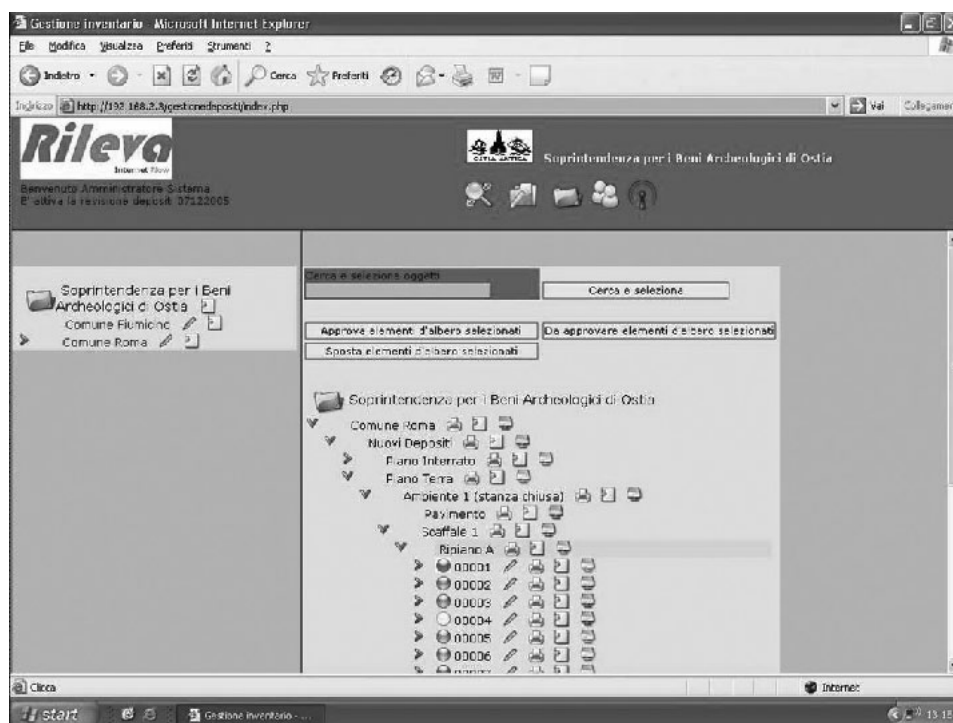 Gestione inventario - Microsoft Internet Explorer
File Modifica Visualizza Preferiti Strumenti ?
Indietro Cerca Preferiti
Indirizzo http://192.168.2.3/gestionedepositi/index.php Vai Collegamen
Rileva
Internet Now
OSTIA ANTICA
Soprintendenza per i Beni Archeologici di Ostia
Benvenuto Amministratore Sistema
E' attiva la revisione depositi 07122005
Soprintendenza per i Beni
Archeologici di Ostia
Comune Fiumicino
Comune Roma
Cerca e seleziona oggetti
Cerca e seleziona
Approva elementi d'albero selezionati Da approvare elementi d'albero selezionati
Sposta elementi d'albero selezionati
Soprintendenza per i Beni Archeologici di Ostia
Comune Roma
Nuovi Depositi
Piano Interrato
Piano Terra
Ambiente 1 (stanza chiusa)
Pavimento
Scaffale 1
Ripiano A
00001
00002
00003
00004
00005
00006
Clicca Internet
start Gestione inventario - ...